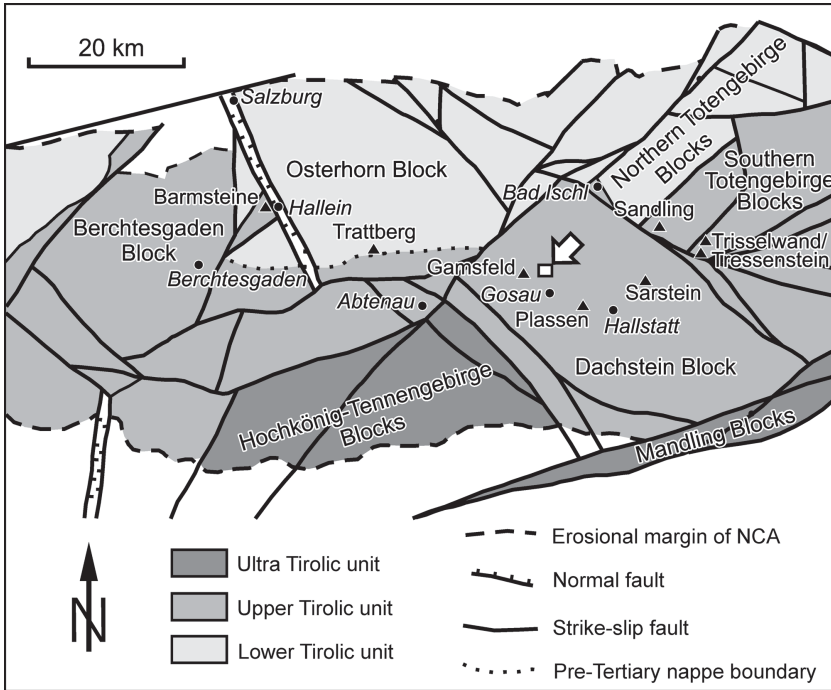 20 km
Salzburg
Osterhorn Block
Northern Totengebirge
Blocks
Southern
Totengebirge
Blocks
Bad Ischl
Barmsteine
Hallein
Sandling
Berchtesgaden
Block
Trattberg
Trisselwand/
Tressenstein
Berchtesgaden
Gamsfeld
Abtenau
Gosau
Sarstein
Plassen
Hallstatt
Dachstein Block
Hochkönig-Tennengebirge
Blocks
Mandling Blocks
N
Ultra Tirolic unit
Upper Tirolic unit
Lower Tirolic unit
Erosional margin of NCA
Normal fault
Strike-slip fault
Pre-Tertiary nappe boundary